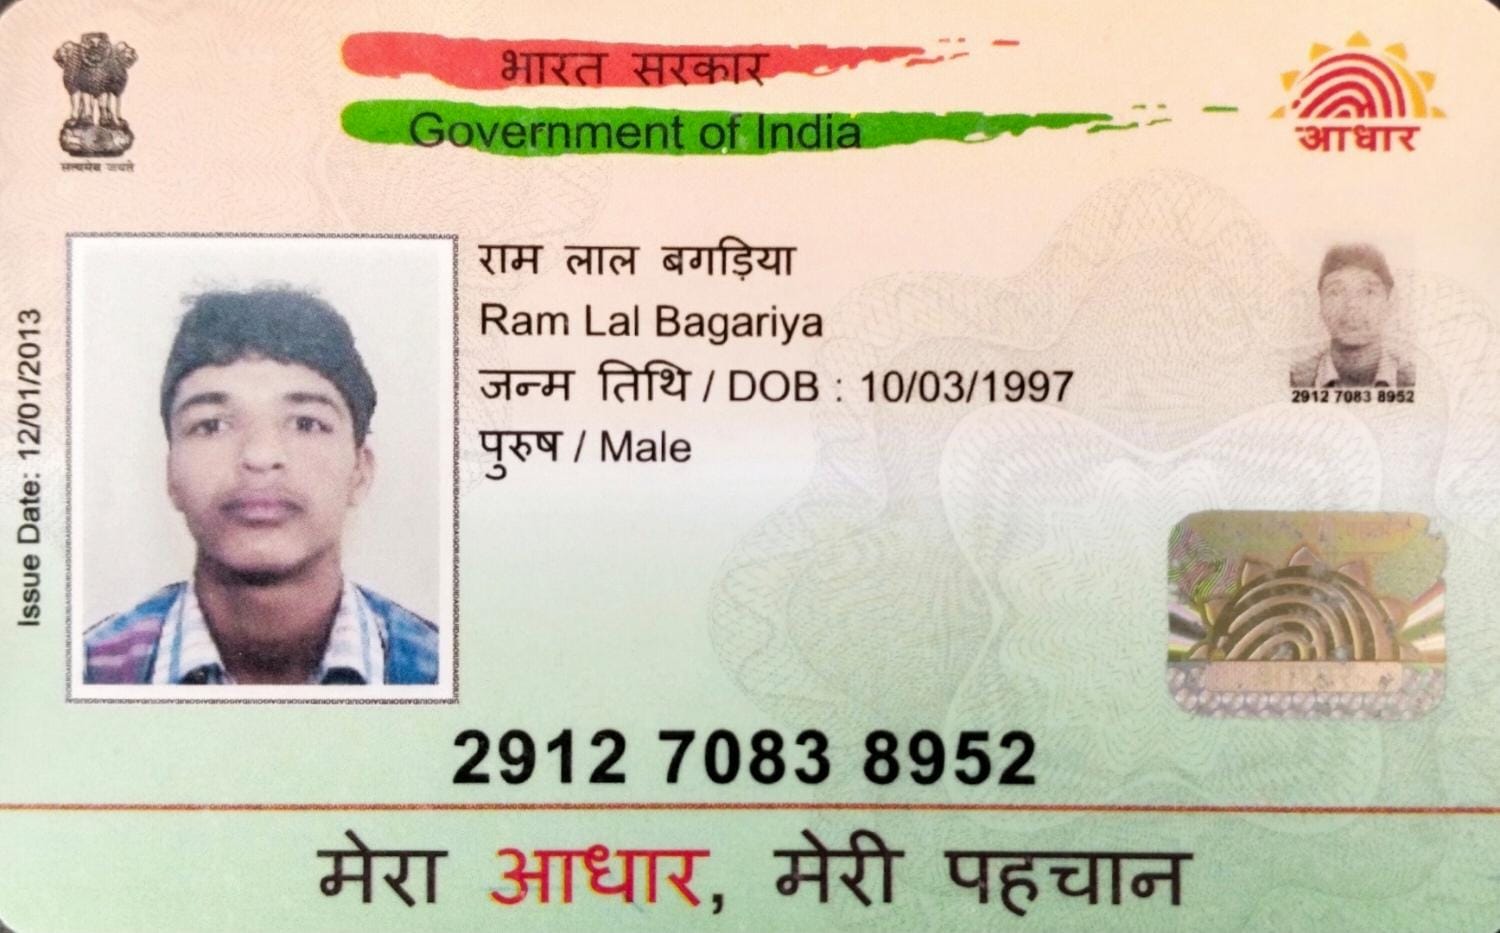 भारत सरकार
Government of India
आधार
सत्यमेव जयते
Issue Date: 12/01/2013
राम लाल बगड़िया
Ram Lal Bagariya
जन्म तिथि / DOB : 10/03/1997
पुरुष / Male
2912 7083 8952
2912 7083 8952
मेरा आधार, मेरी पहचान